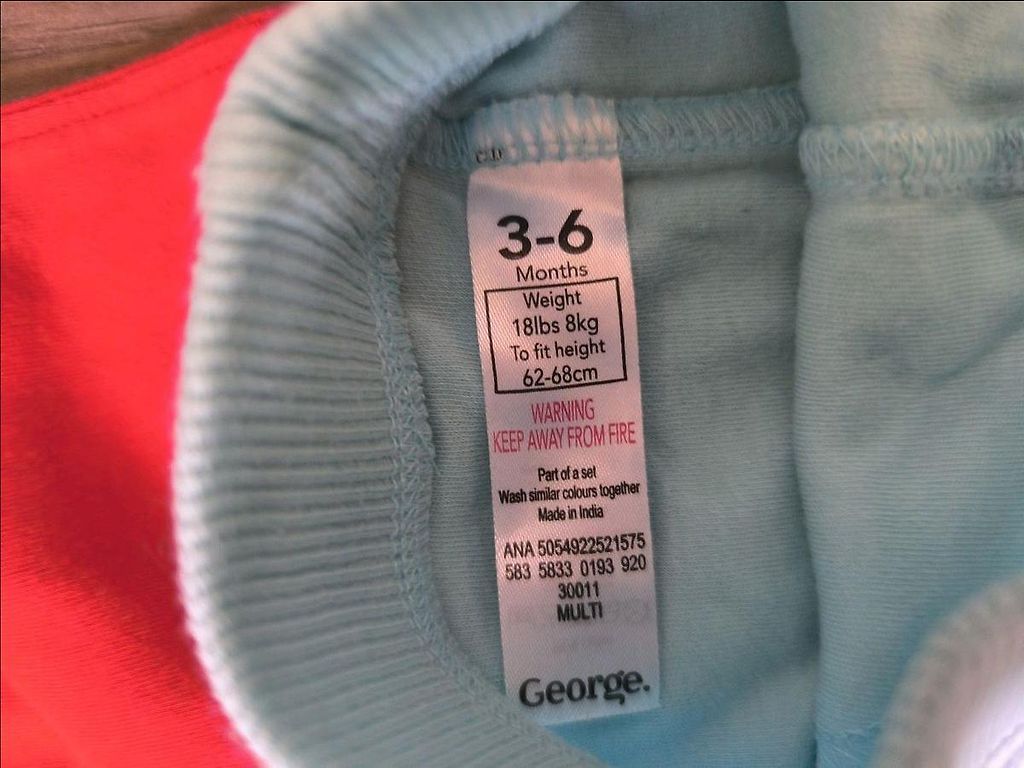 3-6
Months
Weight
18lbs 8kg
To fit height
62-68cm
WARNING
KEEP AWAY FROM FIRE
Part of a set
Wash similar colours together
Made in India
ANA 5054922521575
583 5833 0193 920
30011
MULTI
George.